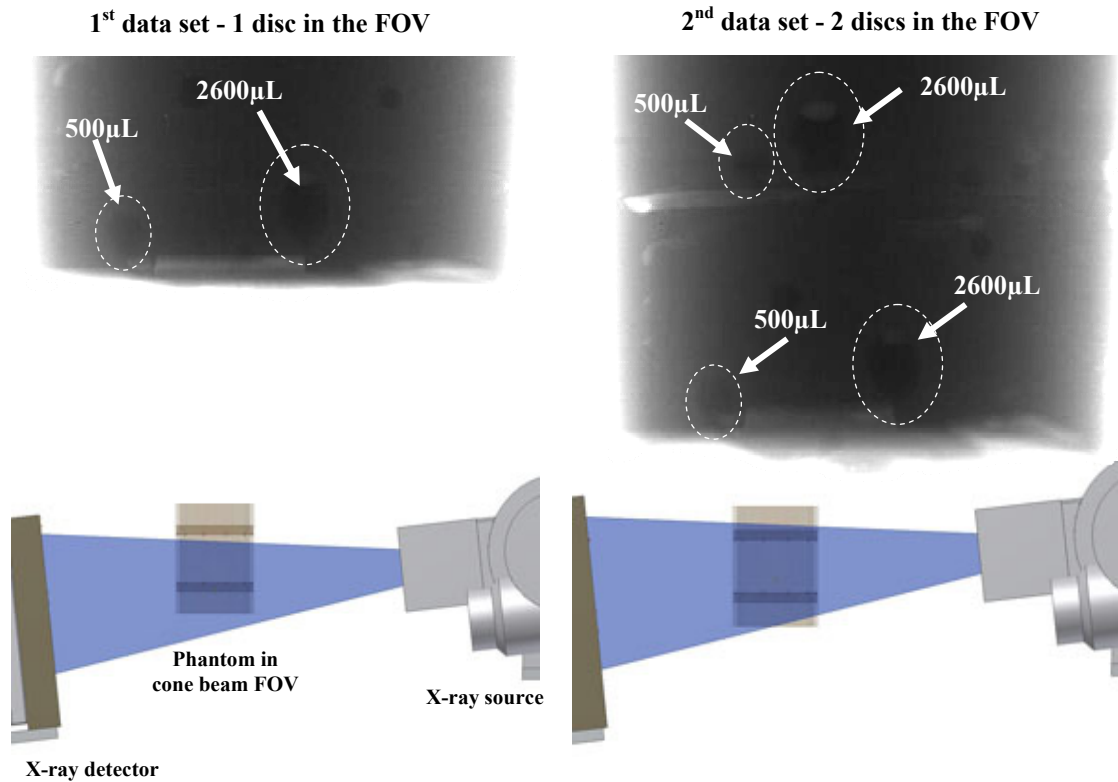 1st data set - 1 disc in the FOV
500µL
2600µL
2nd data set - 2 discs in the FOV
500µL
2600µL
500µL
2600µL
Phantom in
cone beam FOV
X-ray source
X-ray detector